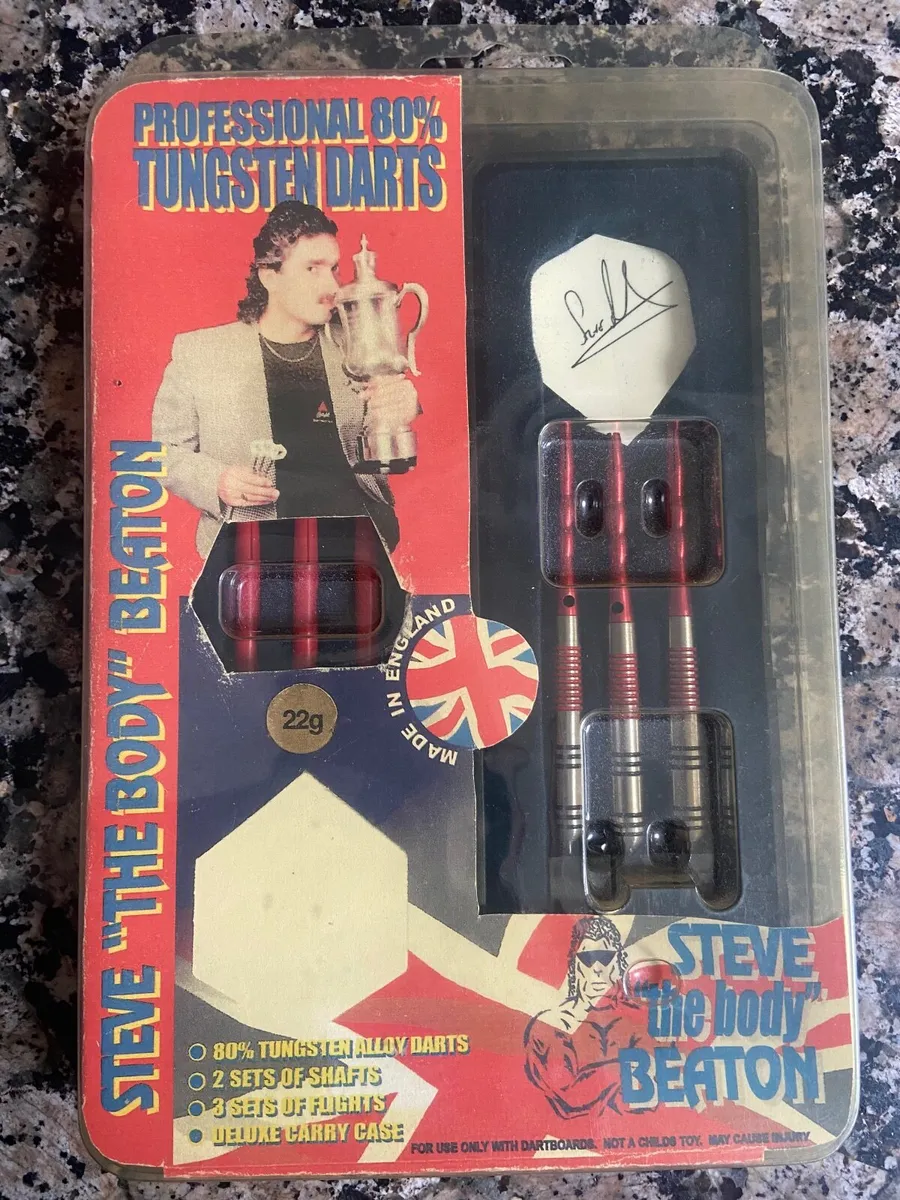 PROFESSIONAL 80%
TUNGSTEN DARTS
STEVE "THE BODY" BEATON
MADE IN ENGLAND
22g
80% TUNGSTEN ALLOY DARTS
2 SETS OF SHAFTS
3 SETS OF FLIGHTS
DELUXE CARRY CASE
STEVE
"the body"
BEATON
FOR USE ONLY WITH DARTBOARDS. NOT A CHILDS TOY. MAY CAUSE INJURY